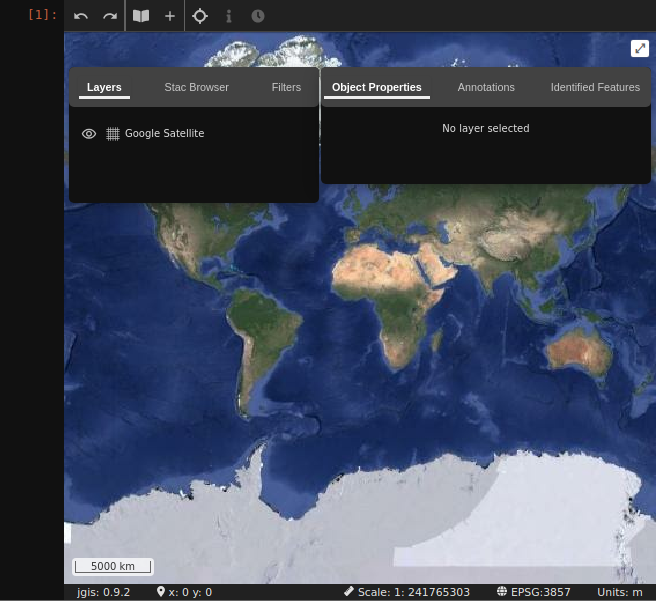 [1]:
Layers Stac Browser Filters
Object Properties Annotations Identified Features
Google Satellite
No layer selected
5000 km
jgis: 0.9.2 x: 0 y: 0 Scale: 1: 241765303 EPSG:3857 Units: m